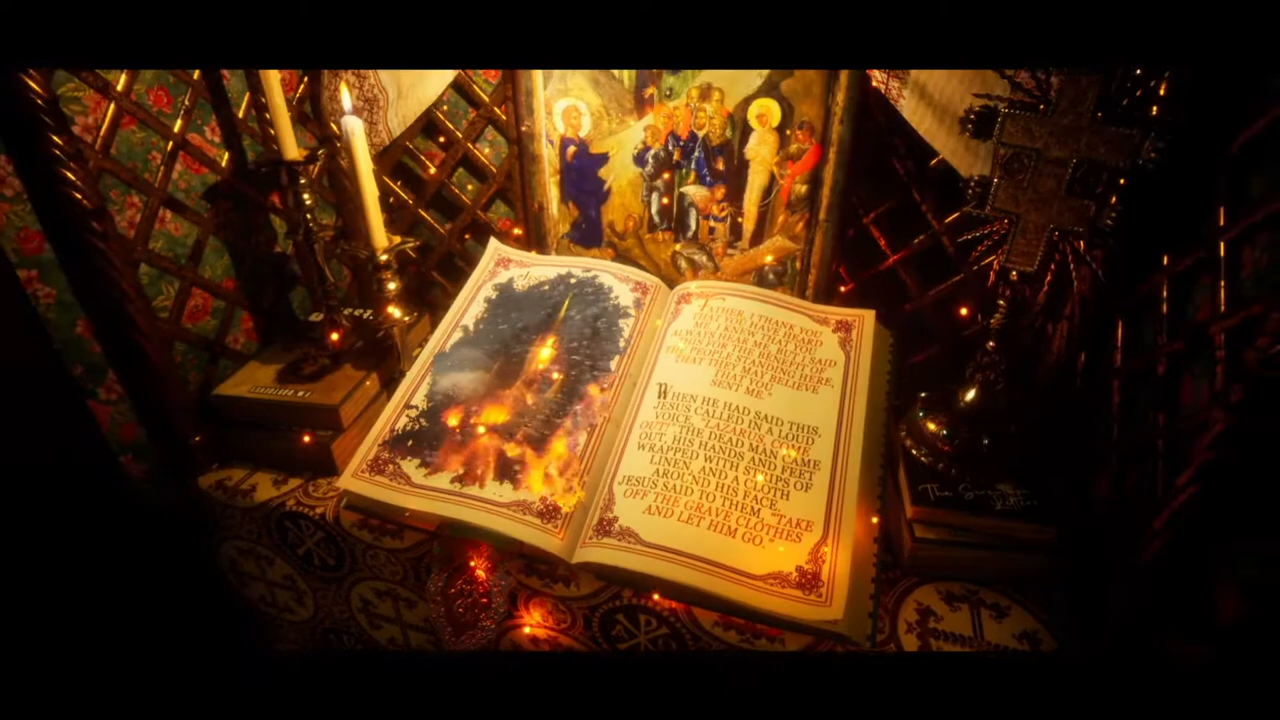 Jes
FATHER, I THANK YOU
THAT YOU HAVE HEARD
ME. I KNEW THAT YOU
ALWAYS HEAR ME, BUT I SAID
THIS FOR THE BENEFIT OF
THE PEOPLE STANDING HERE,
THAT THEY MAY BELIEVE
THAT YOU
SENT ME."
WHEN HE HAD SAID THIS,
JESUS CALLED IN A LOUD
VOICE, "LAZARUS, COME
OUT!" THE DEAD MAN CAME
OUT, HIS HANDS AND FEET
WRAPPED WITH STRIPS OF
LINEN, AND A CLOTH
AROUND HIS FACE.
JESUS SAID TO THEM, "TAKE
OFF THE GRAVE CLOTHES
AND LET HIM GO."
The